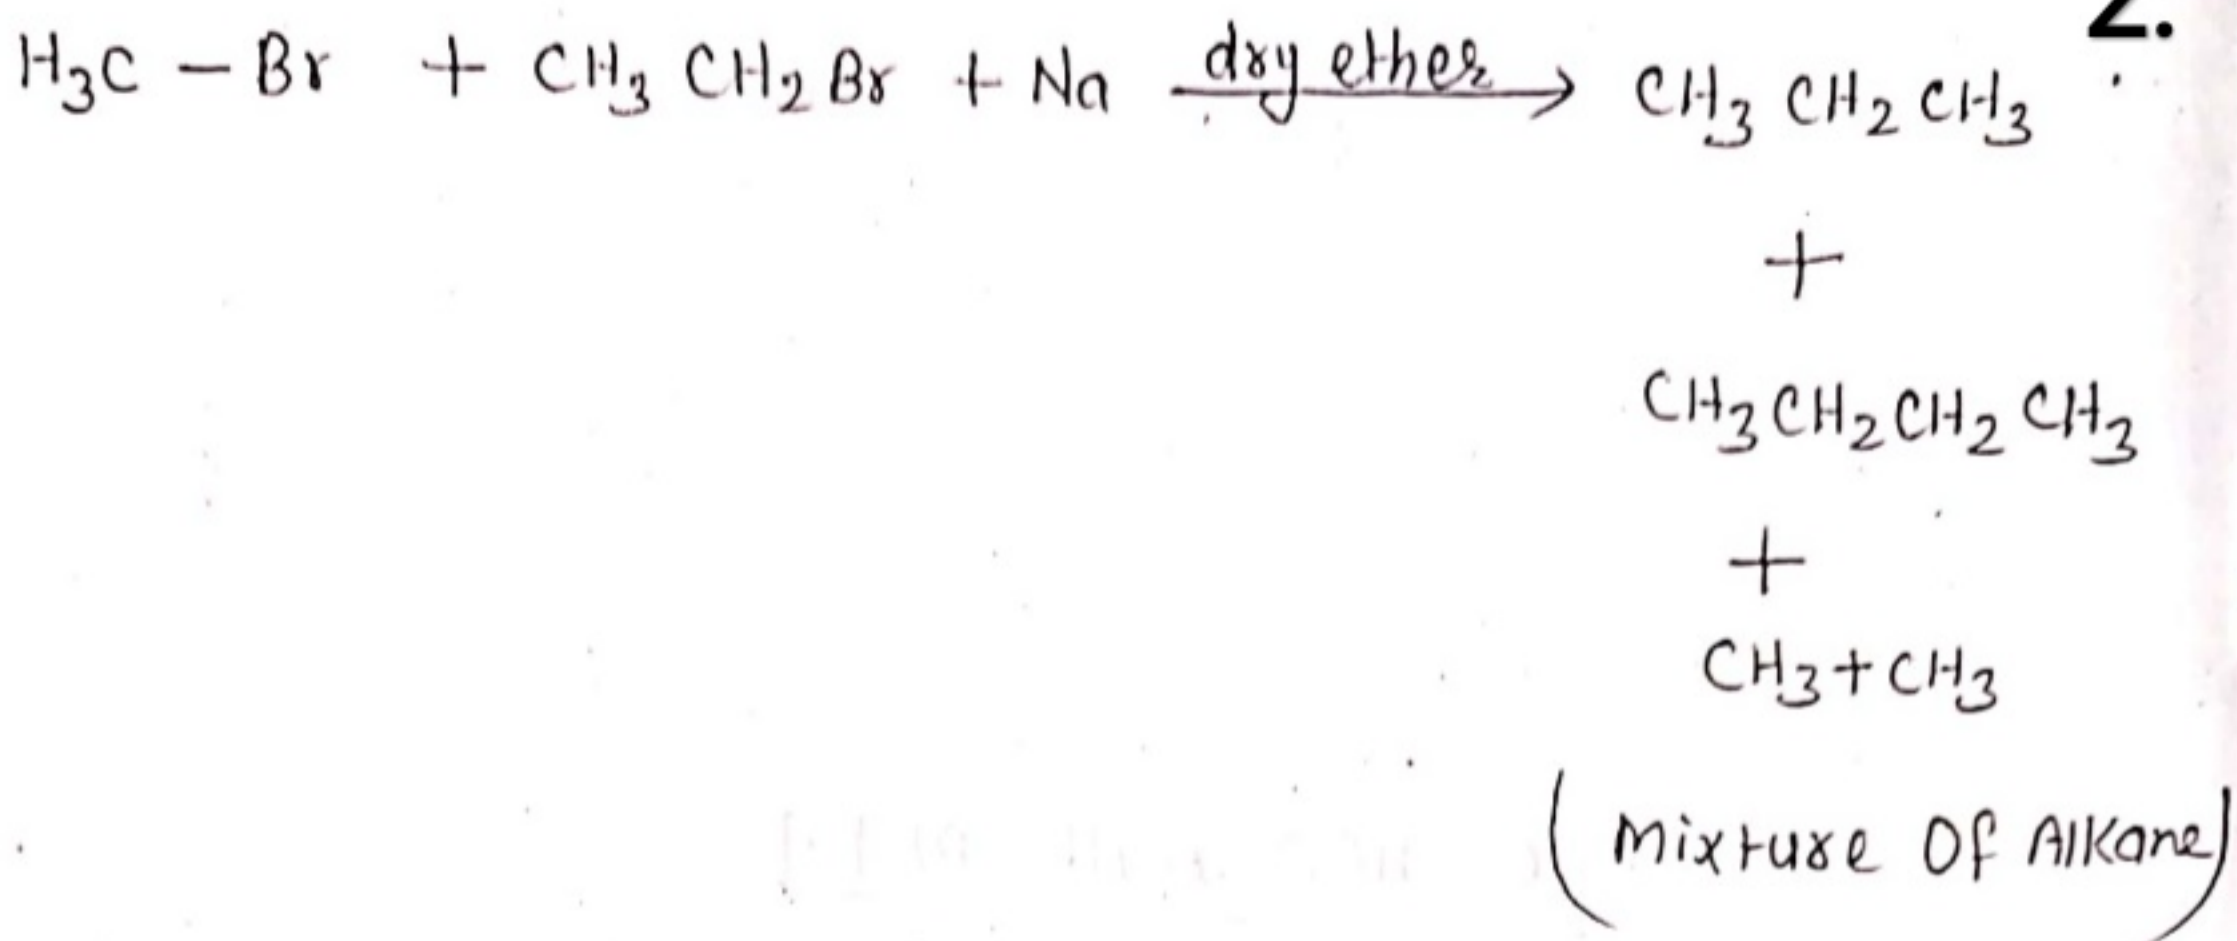 2.
H₃C – Br + CH₃ CH₂ Br + Na dry ether → CH₃ CH₂ CH₃
+
CH₃ CH₂ CH₂ CH₃
+
CH₃ + CH₃
(Mixture Of Alkane)